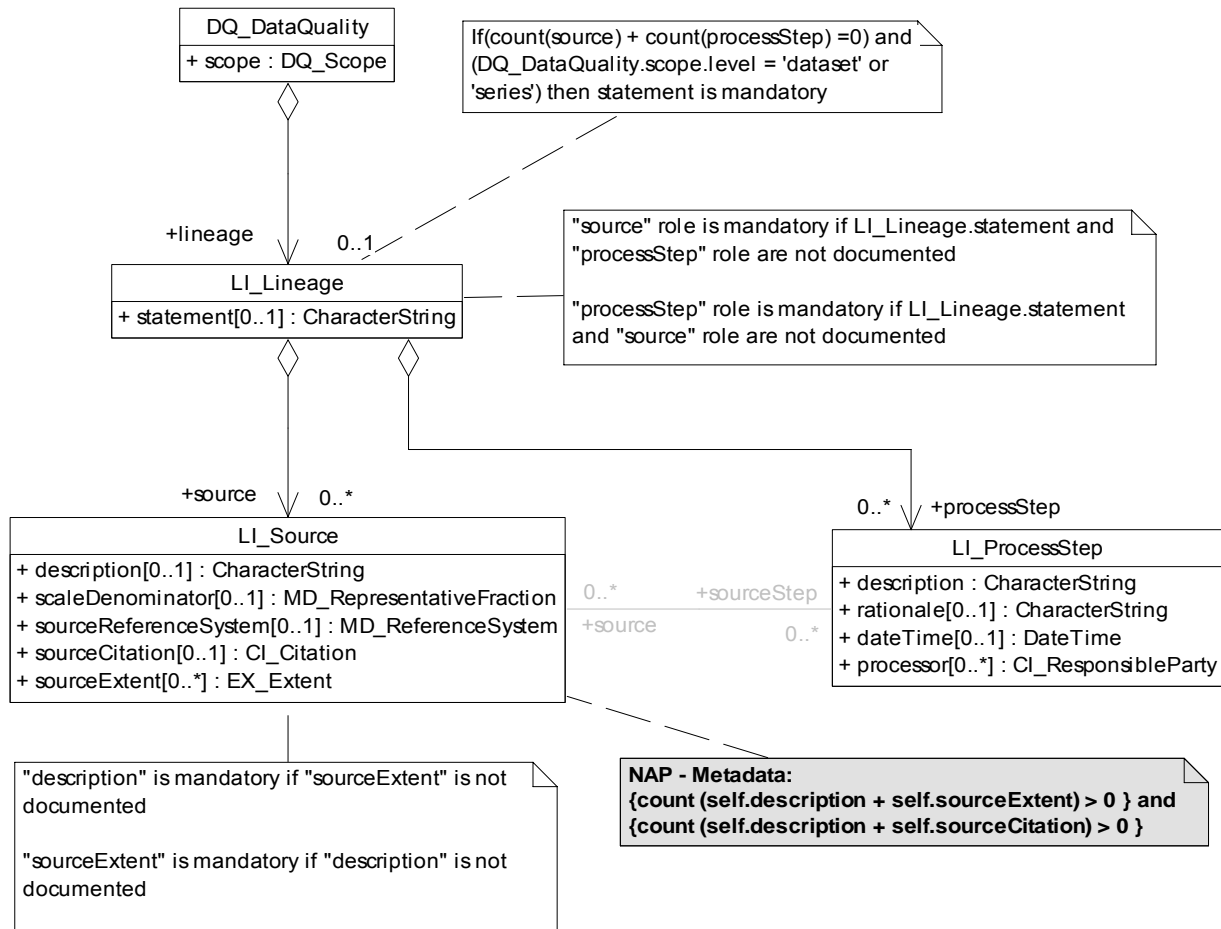 DQ_DataQuality
+ scope : DQ_Scope
If(count(source) + count(processStep) =0) and
(DQ_DataQuality.scope.level = 'dataset' or
'series') then statement is mandatory
+lineage
0..1
"source" role is mandatory if LI_Lineage.statement and
"processStep" role are not documented
"processStep" role is mandatory if LI_Lineage.statement
and "source" role are not documented
LI_Lineage
+ statement[0..1] : CharacterString
+source
0..*
0..*
+processStep
LI_Source
+ description[0..1] : CharacterString
+ scaleDenominator[0..1] : MD_RepresentativeFraction
+ sourceReferenceSystem[0..1] : MD_ReferenceSystem
+ sourceCitation[0..1] : CI_Citation
+ sourceExtent[0..*] : EX_Extent
0..*
+sourceStep
+source
0..*
LI_ProcessStep
+ description : CharacterString
+ rationale[0..1] : CharacterString
+ dateTime[0..1] : DateTime
+ processor[0..*] : CI_ResponsibleParty
"description" is mandatory if "sourceExtent" is not
documented
"sourceExtent" is mandatory if "description" is not
documented
NAP - Metadata:
{count (self.description + self.sourceExtent) > 0 } and
{count (self.description + self.sourceCitation) > 0 }